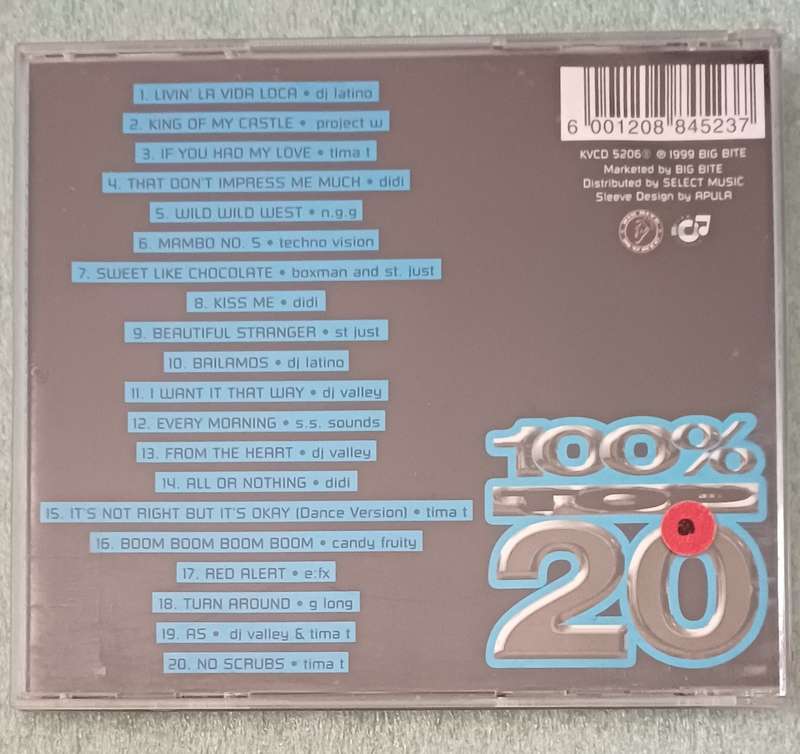 1. LIVIN' LA VIDA LOCA • dj latino
2. KING OF MY CASTLE • project w
3. IF YOU HAD MY LOVE • tima t
4. THAT DON'T IMPRESS ME MUCH • didi
5. WILD WILD WEST • n.g.g
6. MAMBO NO. 5 • techno vision
7. SWEET LIKE CHOCOLATE • boxman and st. just
8. KISS ME • didi
9. BEAUTIFUL STRANGER • st just
10. BAILAMOS • dj latino
11. I WANT IT THAT WAY • dj valley
12. EVERY MORNING • s.s. sounds
13. FROM THE HEART • dj valley
14. ALL OR NOTHING • didi
15. IT'S NOT RIGHT BUT IT'S OKAY (Dance Version) • tima t
16. BOOM BOOM BOOM BOOM • candy fruity
17. RED ALERT • e:fx
18. TURN AROUND • g long
19. AS • dj valley & tima t
20. NO SCRUBS • tima t
6 001208 845237
KVCD 5206 ℗ 1999 BIG BITE
Marketed by BIG BITE
Distributed by SELECT MUSIC
Sleeve Design by APULA
100%
TOP
20